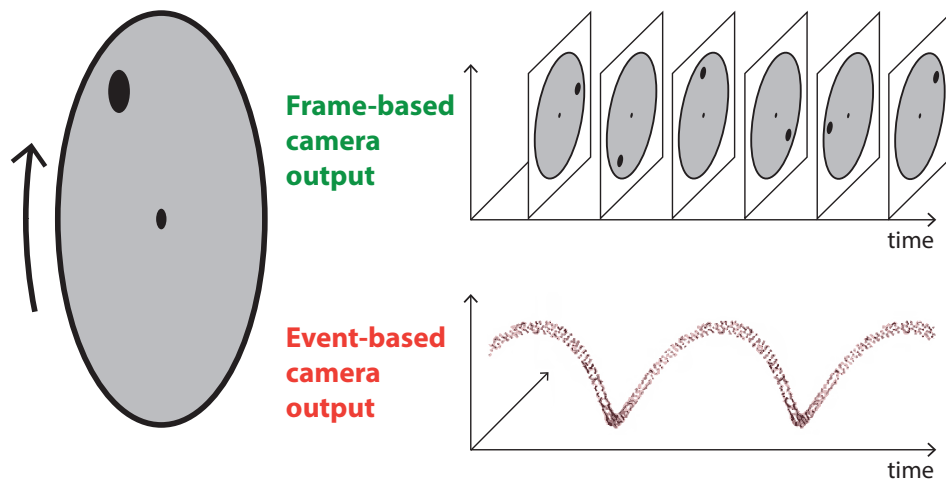 Frame-based
camera
output
time
Event-based
camera
output
time